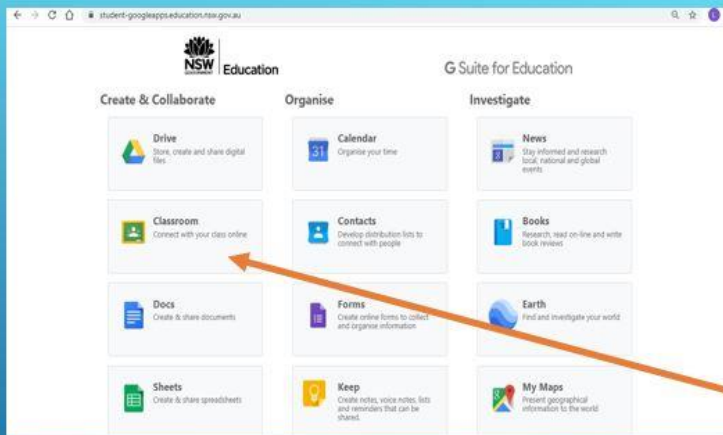 student-googleapps.education.nsw.gov.au
NSW
GOVERNMENT
Education
G Suite for Education
Create & Collaborate
Organise
Investigate
Drive
Store, create and share digital
files
Calendar
Organise your time
31
News
Stay informed and research
local, national and global
events
Classroom
Connect with your class online
Contacts
Develop distribution lists to
connect with people
Books
Research, read on-line and write
book reviews
Docs
Create & share documents
Forms
Create online forms to collect
and organise information
Earth
Find and investigate your world
Sheets
Create & share spreadsheets
Keep
Create notes, voice notes, lists
and reminders that can be
shared.
My Maps
Present geographical
information to the world